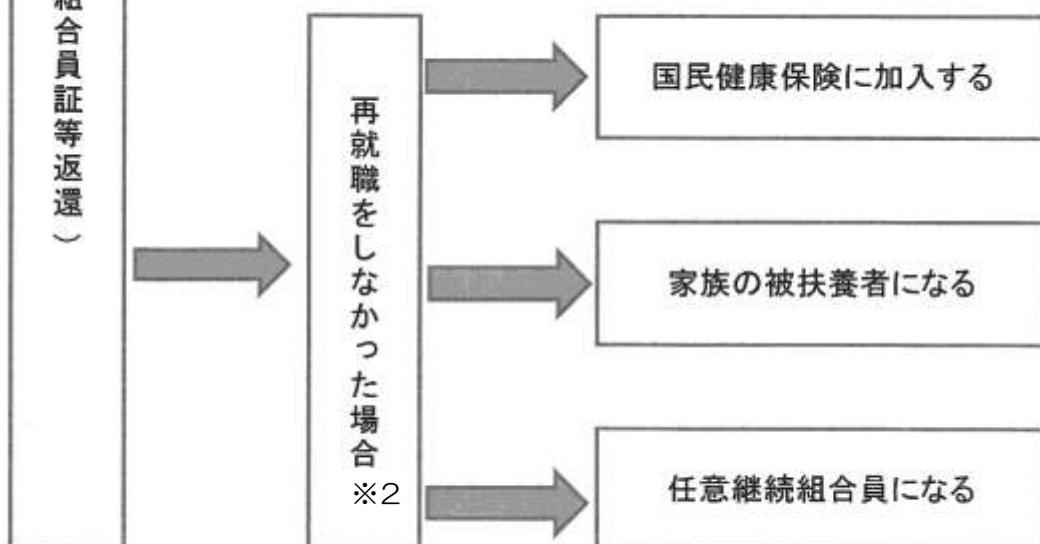 組合員証等返還）
再就職をしなかった場合
※2
国民健康保険に加入する
家族の被扶養者になる
任意継続組合員になる